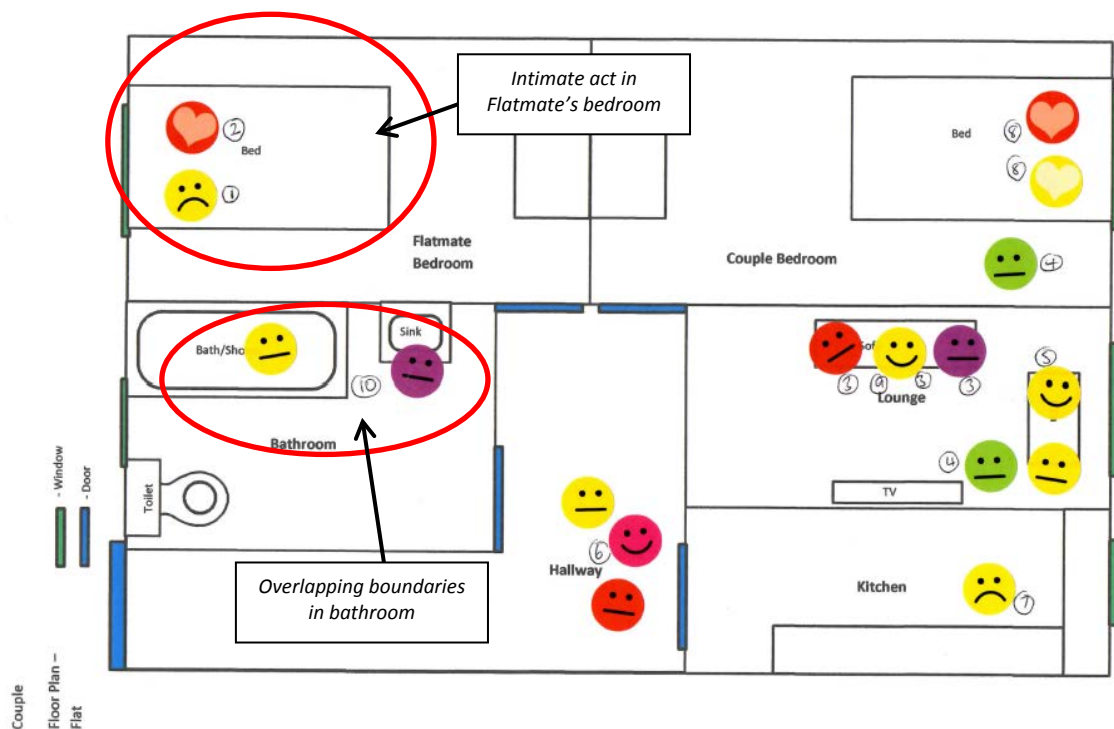 Intimate act in
Flatmate's bedroom
②
Bed
①
Flatmate
Bedroom
Bed
⑧
⑧
Couple Bedroom
④
Bath/Sho
Sink
⑩
Bathroom
Toilet
Sof
③
⑨
③
③
Lounge
⑤
④
TV
⑥
Hallway
Kitchen
⑦
Overlapping boundaries
in bathroom
- Window
- Door
Couple
Floor Plan –
Flat